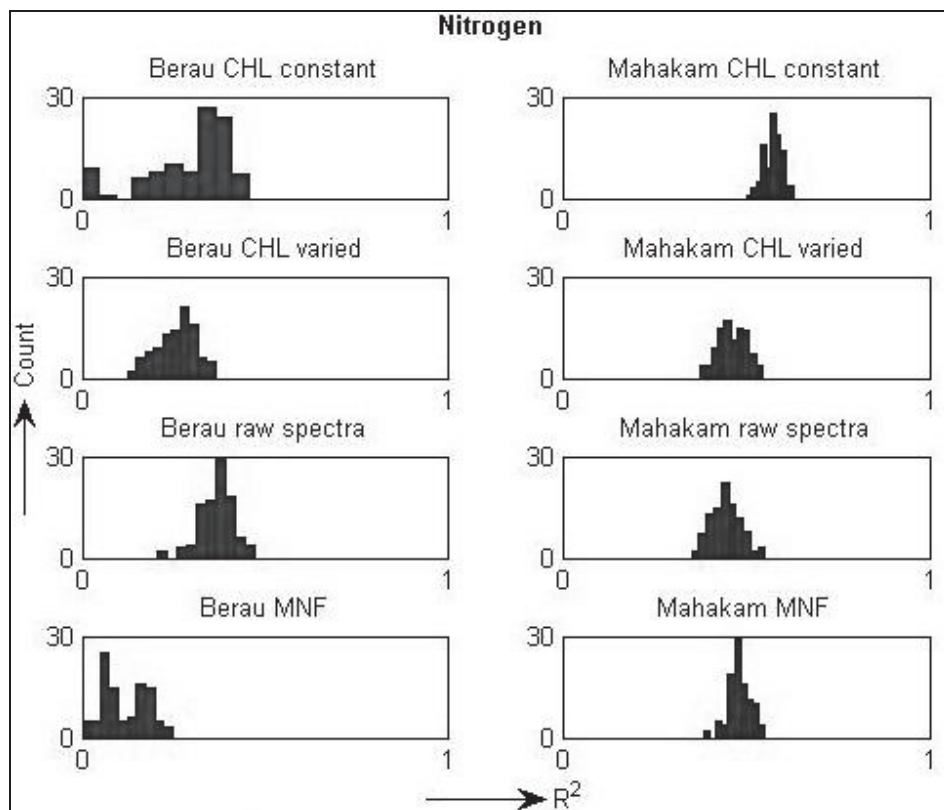 Nitrogen
Berau CHL constant Mahakam CHL constant
30 30
0 0
0 1 0 1
Berau CHL varied Mahakam CHL varied
30 30
0 0
0 1 0 1
Count
Berau raw spectra Mahakam raw spectra
30 30
0 0
0 1 0 1
Berau MNF Mahakam MNF
30 30
0 0
0 1 0 1
R²